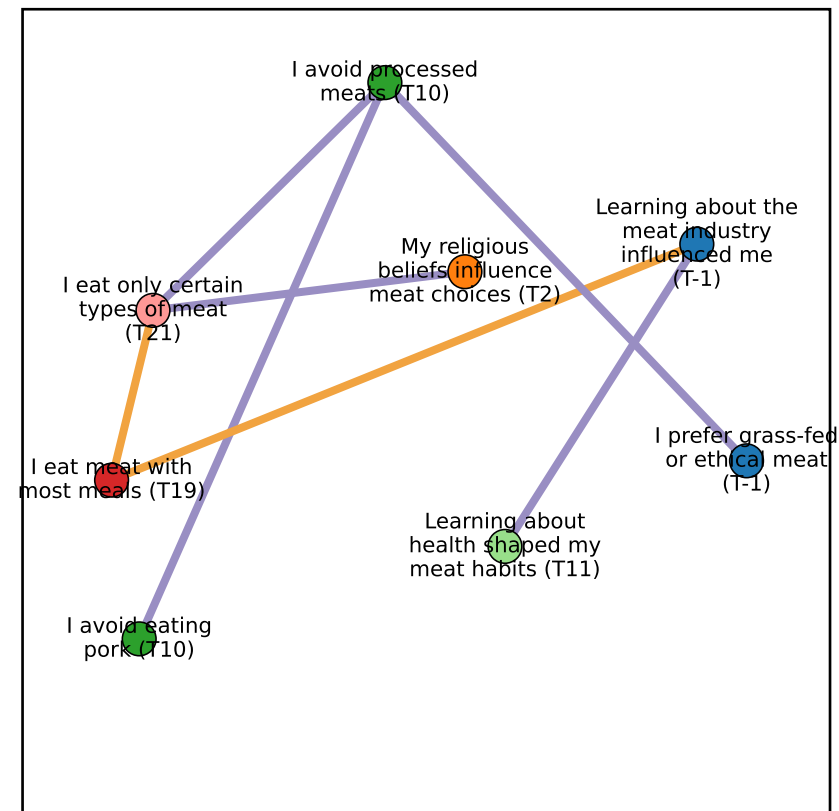 I avoid processed
meats (T10)
Learning about the
meat industry
influenced me
(T-1)
My religious
beliefs influence
meat choices (T2)
I eat only certain
types of meat
(T21)
I prefer grass-fed
or ethical meat
(T-1)
I eat meat with
most meals (T19)
Learning about
health shaped my
meat habits (T11)
I avoid eating
pork (T10)